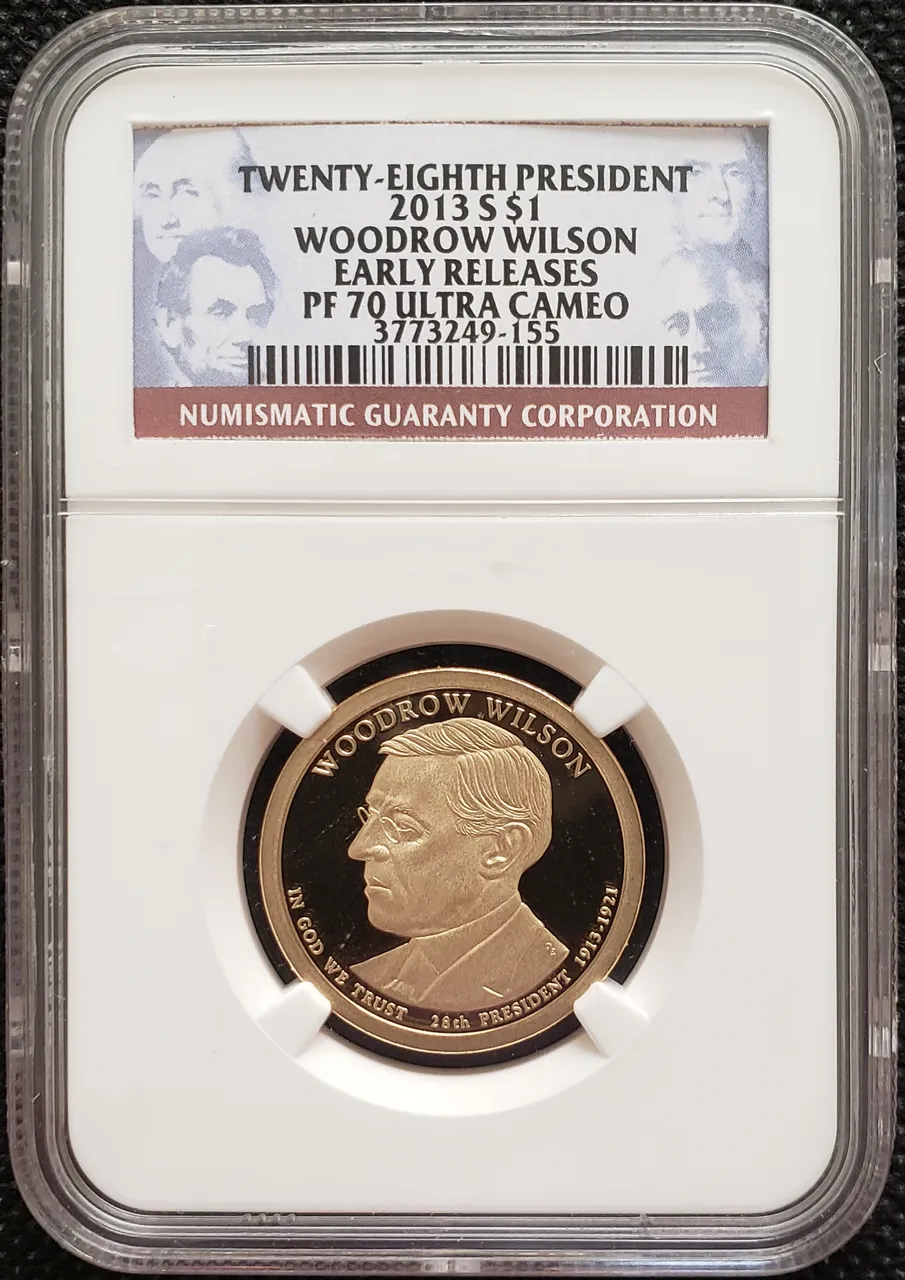 TWENTY-EIGHTH PRESIDENT
2013 S $1
WOODROW WILSON
EARLY RELEASES
PF 70 ULTRA CAMEO
3773249-155
NUMISMATIC GUARANTY CORPORATION
WOODROW WILSON
IN GOD WE TRUST 28th PRESIDENT 1913-1921